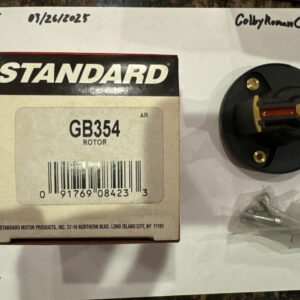 09/26/2025
ColbyRomanC
STANDARD
AR
GB354
ROTOR
0 91769 08423 3
STANDARD MOTOR PRODUCTS, INC. 37-18 NORTHERN BLVD. LONG ISLAND CITY, NY 11101